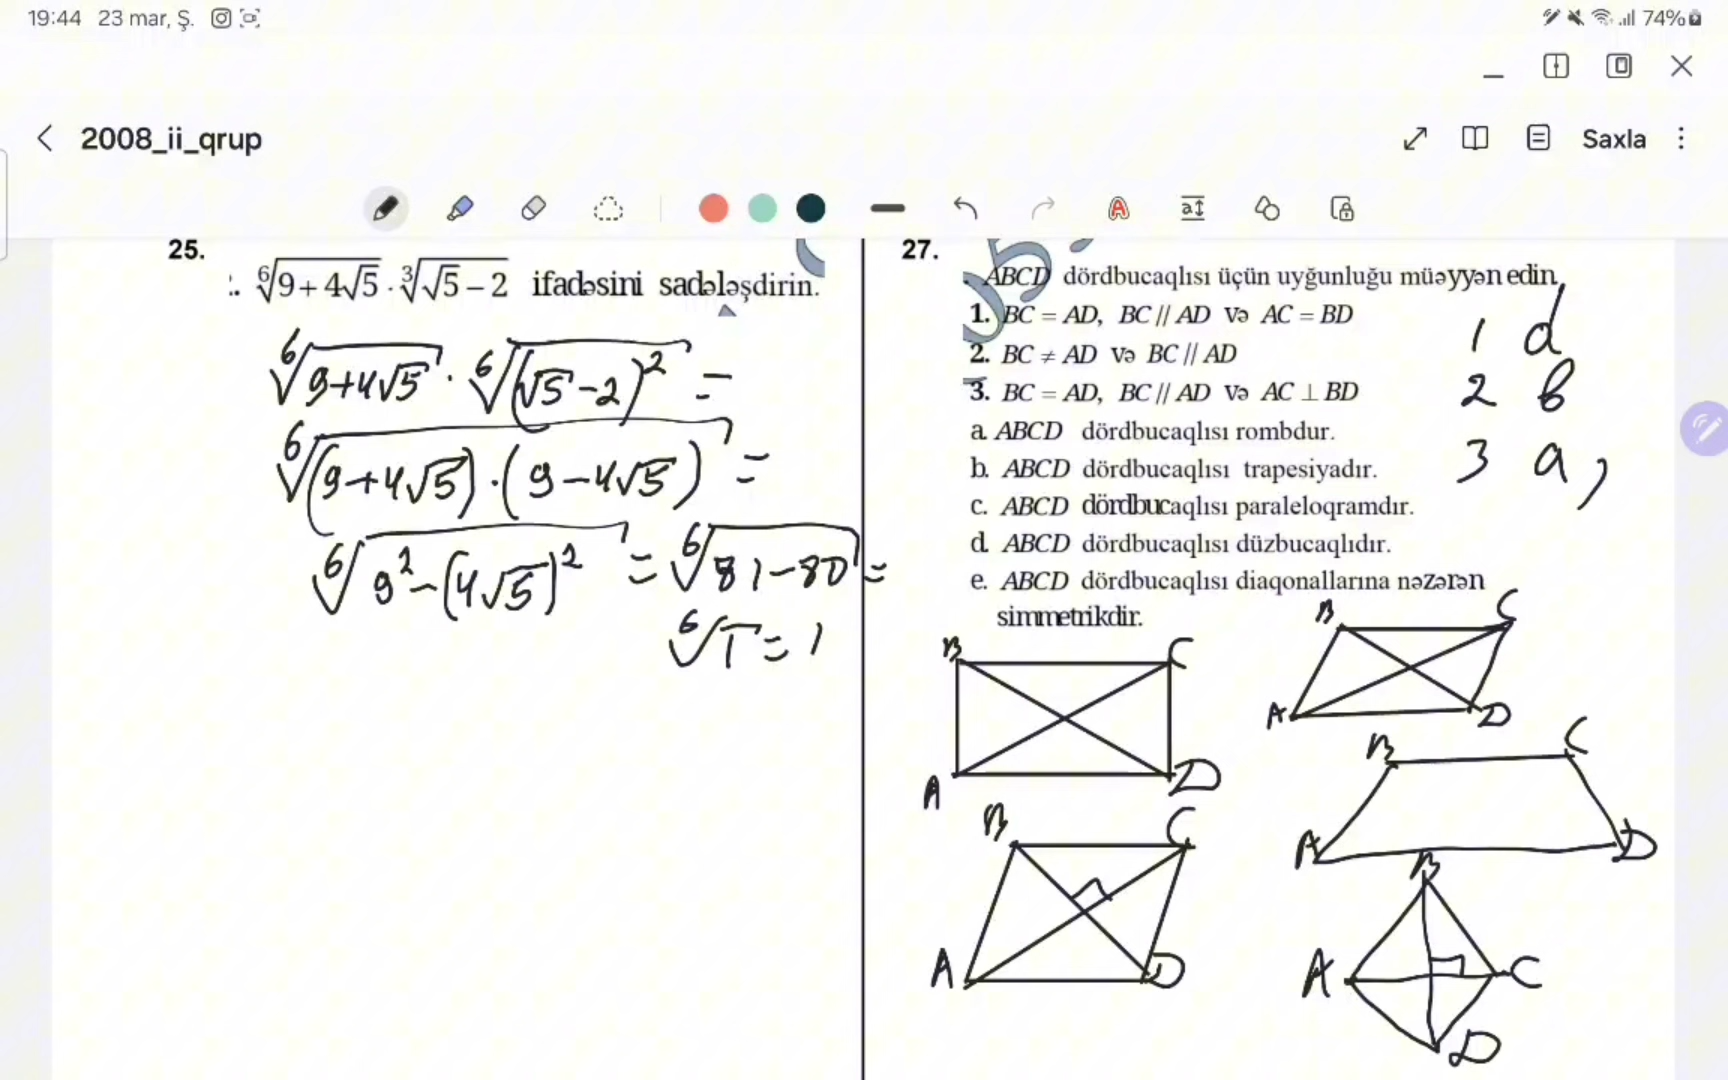 19:44 23 mar, Ş. 74%
2008_ii_qrup
Saxla
25.
∛[6]{9+4√5} · ∛{√5−2} ifadəsini sadələşdirin.
⁶√(9+4√5) · ⁶√((√5−2)²) =
⁶√((9+4√5)·(9−4√5)) =
⁶√(9²−(4√5)²) = ⁶√(81−80) =
⁶√1 = 1
27.
ABCD dördbucaqlısı üçün uyğunluğu müəyyən edin,
1. BC = AD, BC // AD və AC = BD
2. BC ≠ AD və BC // AD
3. BC = AD, BC // AD və AC ⊥ BD
a. ABCD dördbucaqlısı rombdur.
b. ABCD dördbucaqlısı trapesiyadır.
c. ABCD dördbucaqlısı paraleloqramdır.
d. ABCD dördbucaqlısı düzbucaqlıdır.
e. ABCD dördbucaqlısı diaqonallarına nəzərən
simmetrikdir.
1 d
2 b
3 a,
B C
A D
B C
A D
B C
A D
B C
A D
B
A C
D